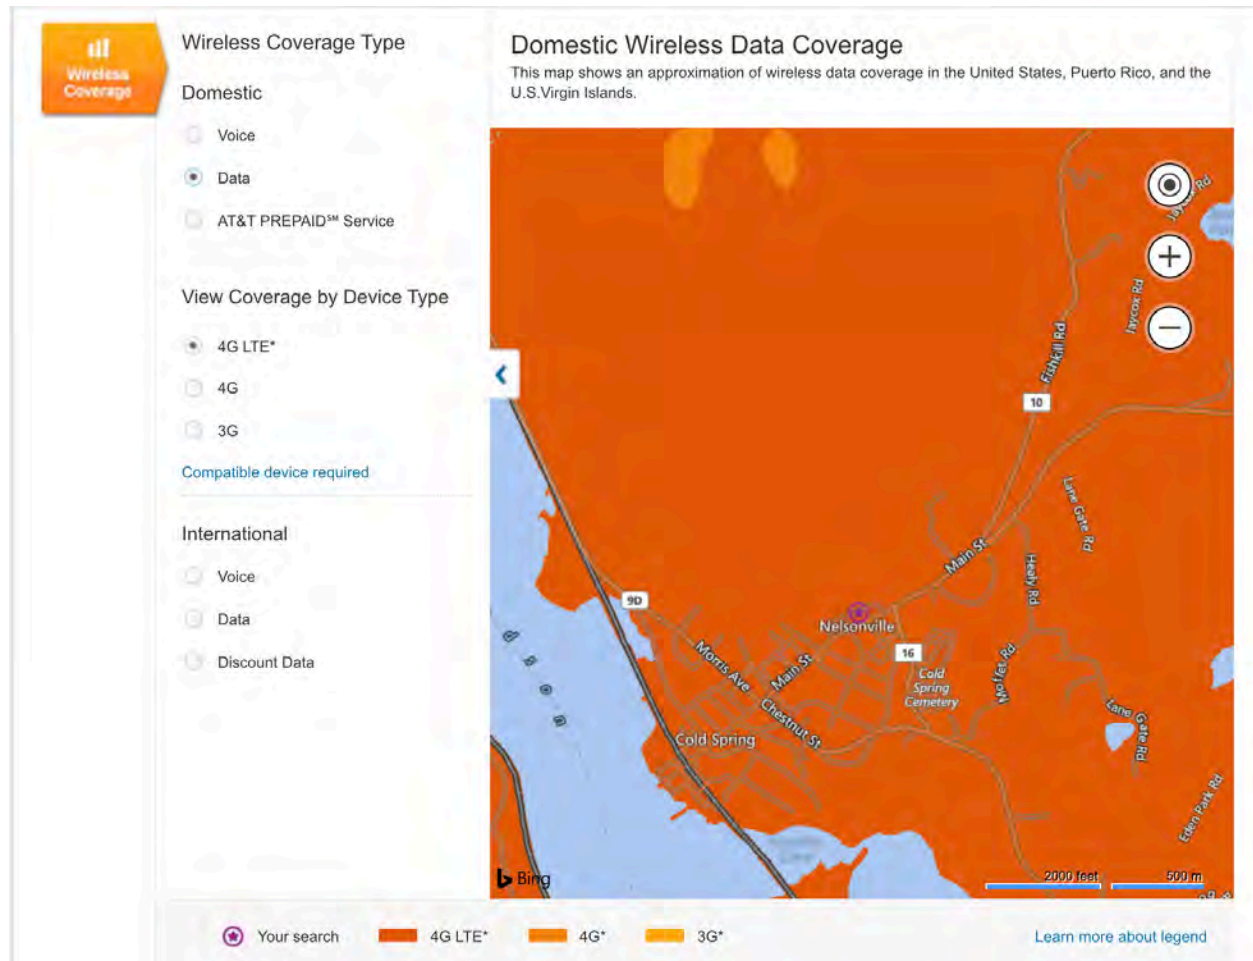 Wireless
Coverage
Wireless Coverage Type
Domestic
Voice
Data
AT&T PREPAID℠ Service
View Coverage by Device Type
4G LTE*
4G
3G
Compatible device required
International
Voice
Data
Discount Data
Domestic Wireless Data Coverage
This map shows an approximation of wireless data coverage in the United States, Puerto Rico, and the
U.S.Virgin Islands.
Jaycox Rd
Jaycox Rd
Fishkill Rd
10
Lane Gate Rd
Main St
Healy Rd
9D
Nelsonville
Morris Ave
Main St
16
Cold
Spring
Cemetery
Moffet Rd
Chestnut St
Lane Gate Rd
Cold Spring
Eden Park Rd
Bing
2000 feet
500 m
Your search
4G LTE*
4G*
3G*
Learn more about legend